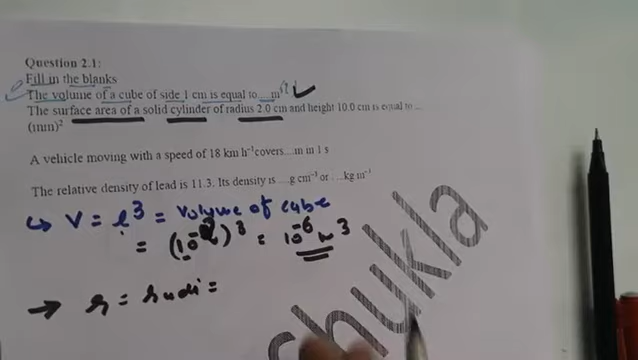 Question 2.1:
Fill in the blanks
The volume of a cube of side 1 cm is equal to....m³
The surface area of a solid cylinder of radius 2.0 cm and height 10.0 cm is equal to ...
(mm)²
A vehicle moving with a speed of 18 km h⁻¹covers....m in 1 s
The relative density of lead is 11.3. Its density is ....g cm⁻³ or ....kg m⁻³
↪ V = l³ = volume of cube
= (10⁻²)³ = 10⁻⁶ m³
→ r = radi =
Shukla